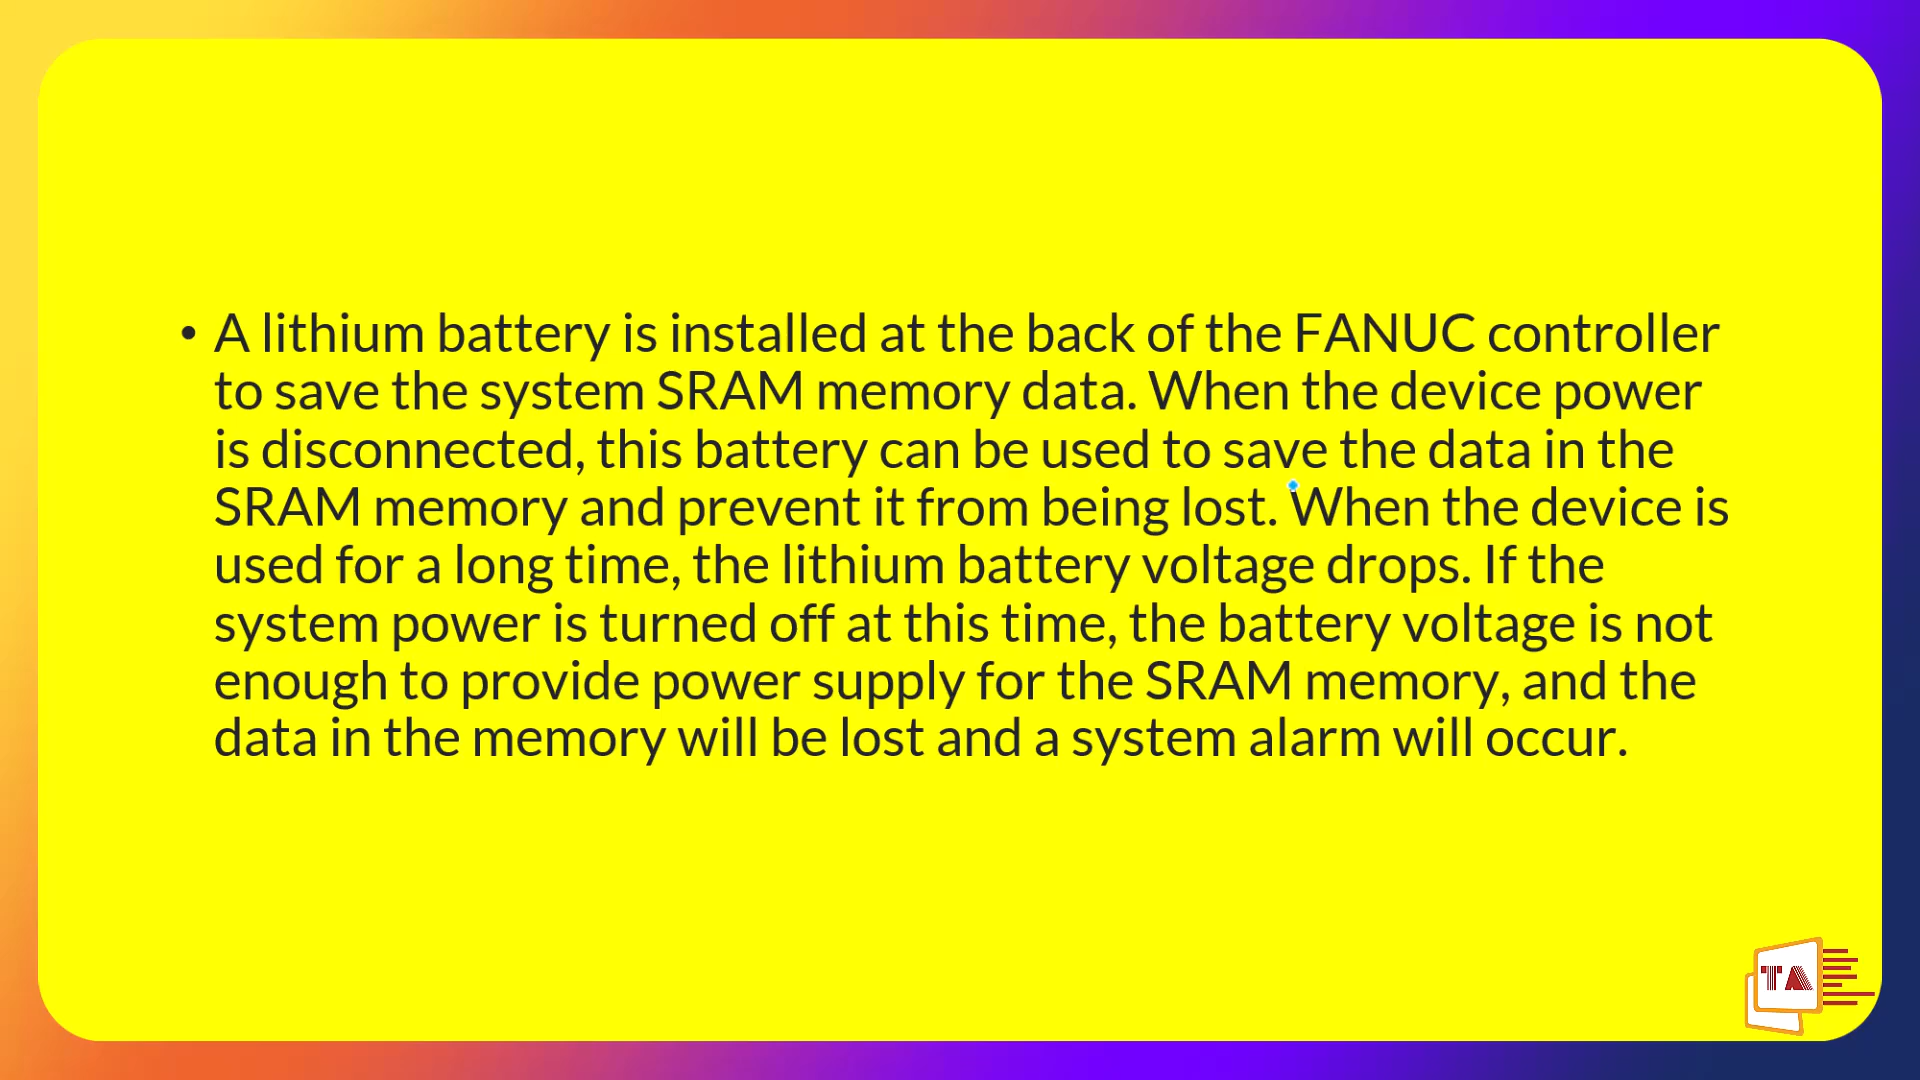 • A lithium battery is installed at the back of the FANUC controller
to save the system SRAM memory data. When the device power
is disconnected, this battery can be used to save the data in the
SRAM memory and prevent it from being lost. When the device is
used for a long time, the lithium battery voltage drops. If the
system power is turned off at this time, the battery voltage is not
enough to provide power supply for the SRAM memory, and the
data in the memory will be lost and a system alarm will occur.
TA